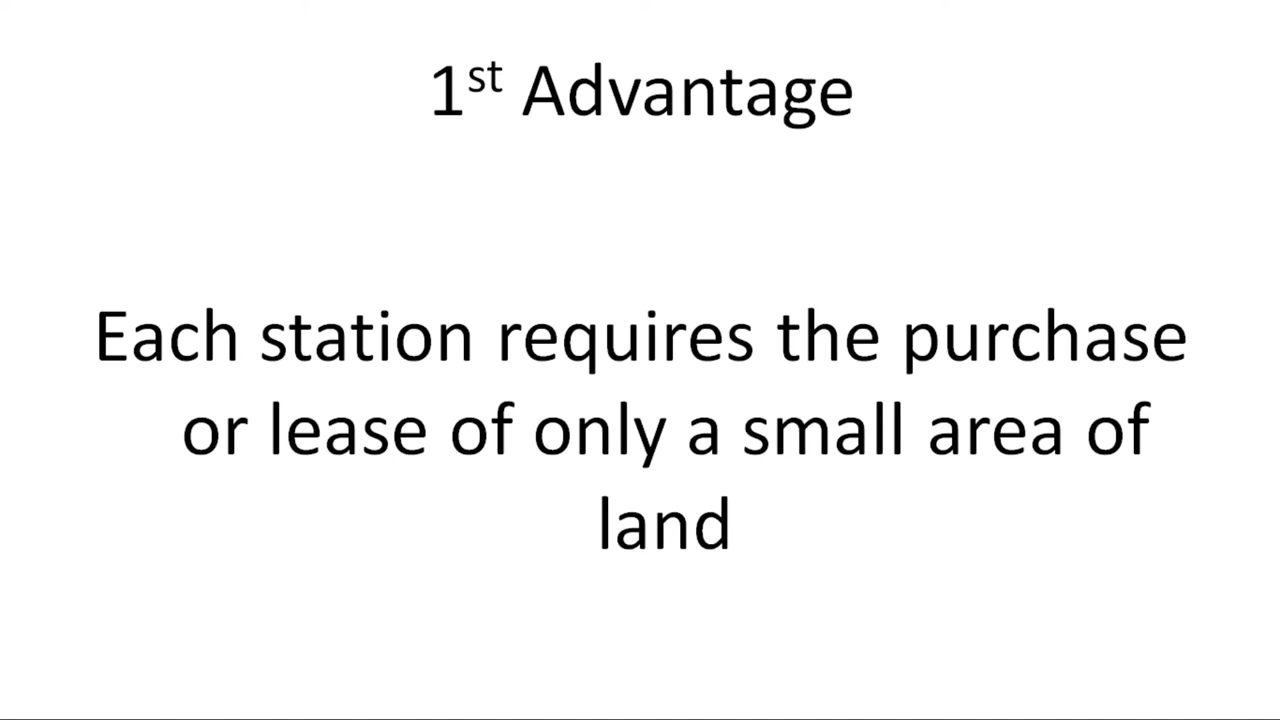 1st Advantage
Each station requires the purchase
or lease of only a small area of
land